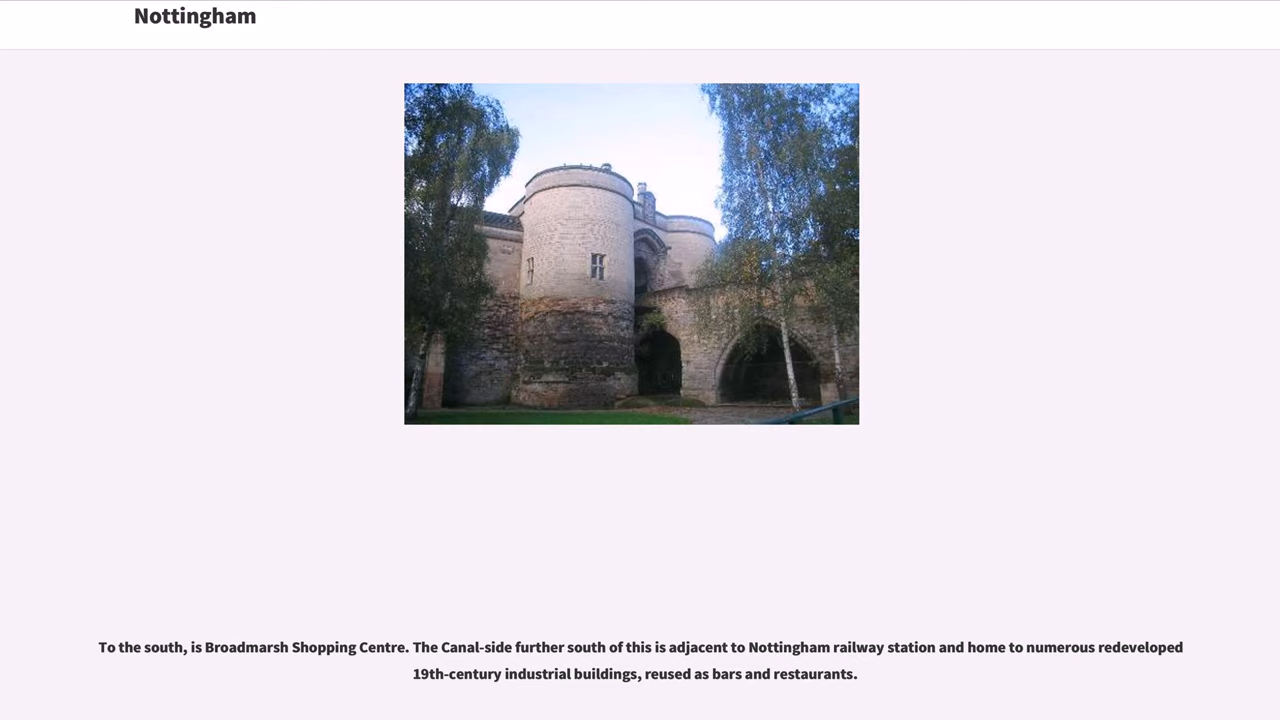 Nottingham
To the south, is Broadmarsh Shopping Centre. The Canal-side further south of this is adjacent to Nottingham railway station and home to numerous redeveloped
19th-century industrial buildings, reused as bars and restaurants.